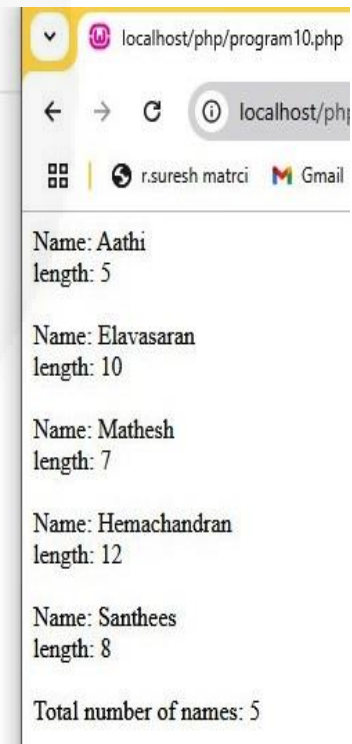 localhost/php/program10.php
localhost/php
r.suresh matrci Gmail
Name: Aathi
length: 5
Name: Elavasaran
length: 10
Name: Mathesh
length: 7
Name: Hemachandran
length: 12
Name: Santhees
length: 8
Total number of names: 5